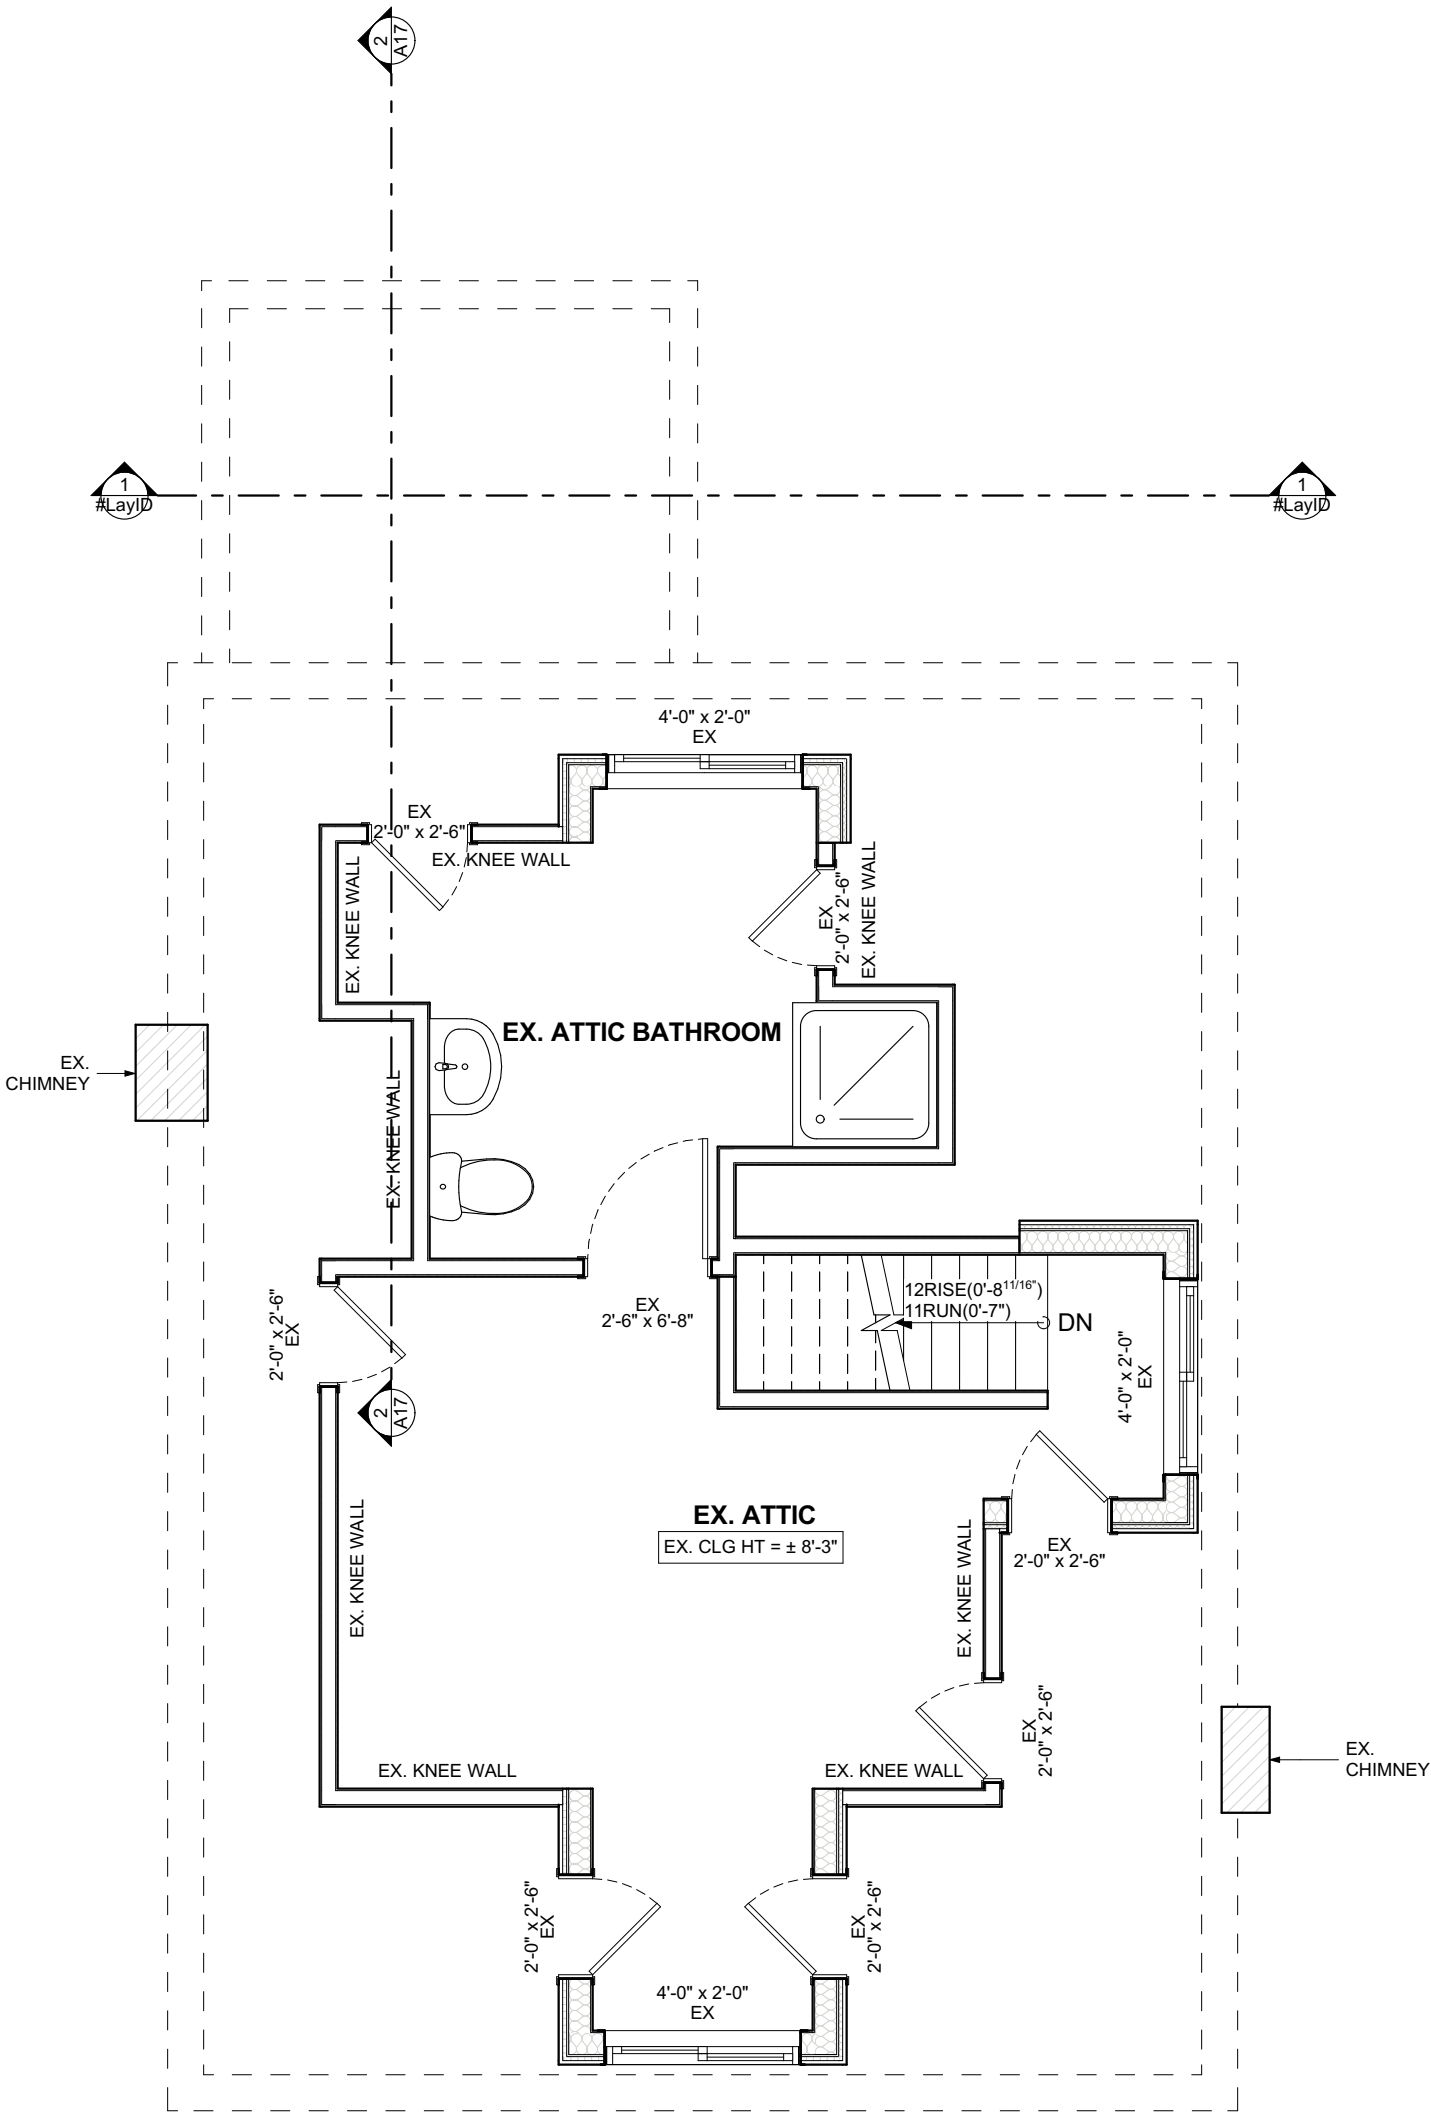 2
A17
1
#LayID
1
#LayID
4'-0" x 2'-0"
EX
EX
2'-0" x 2'-6"
EX. KNEE WALL
EX. KNEE WALL
EX
2'-0" x 2'-6"
EX. KNEE WALL
EX. ATTIC BATHROOM
EX.
CHIMNEY
EX. KNEE WALL
12RISE(0'-8 11/16")
11RUN(0'-7")
DN
EX
2'-6" x 6'-8"
2'-0" x 2'-6"
EX
4'-0" x 2'-0"
EX
2
A17
EX. ATTIC
EX. CLG HT = ± 8'-3"
EX. KNEE WALL
EX. KNEE WALL
EX
2'-0" x 2'-6"
EX
2'-0" x 2'-6"
EX. KNEE WALL
EX. KNEE WALL
EX.
CHIMNEY
2'-0" x 2'-6"
EX
EX
2'-0" x 2'-6"
4'-0" x 2'-0"
EX